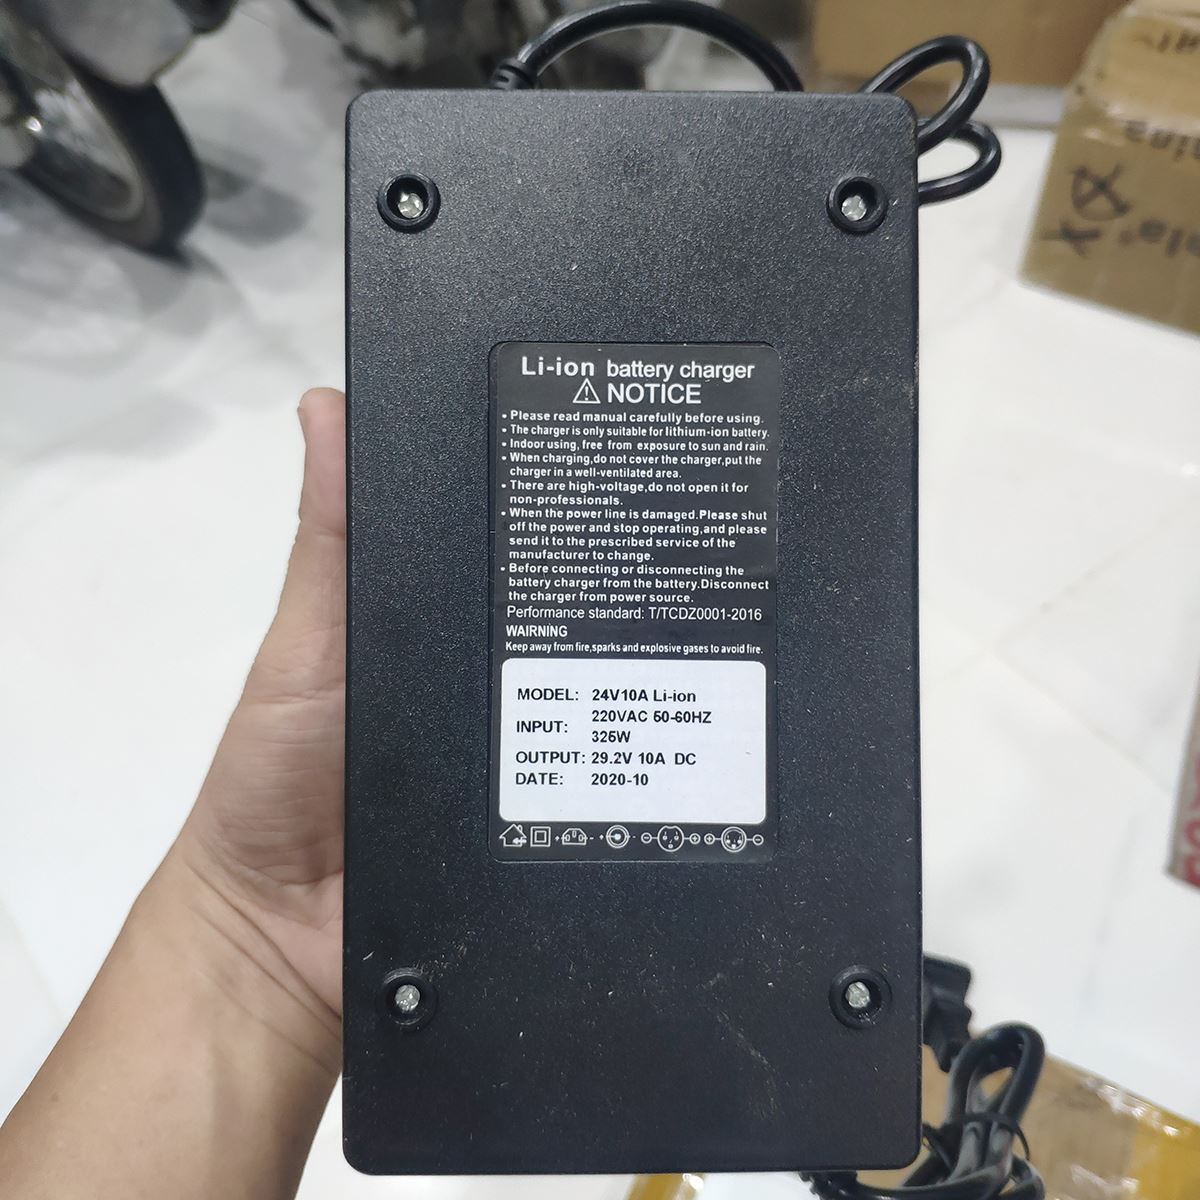 Li-ion battery charger
NOTICE
• Please read manual carefully before using.
• The charger is only suitable for lithium-ion battery.
• Indoor using, free from exposure to sun and rain.
• When charging,do not cover the charger,put the
charger in a well-ventilated area.
• There are high-voltage,do not open it for
non-professionals.
• When the power line is damaged.Please shut
off the power and stop operating,and please
send it to the prescribed service of the
manufacturer to change.
• Before connecting or disconnecting the
battery charger from the battery.Disconnect
the charger from power source.
Performance standard: T/TCDZ0001-2016
WAIRNING
Keep away from fire,sparks and explosive gases to avoid fire.
MODEL: 24V10A Li-ion
INPUT: 220VAC 50-60HZ
325W
OUTPUT: 29.2V 10A DC
DATE: 2020-10